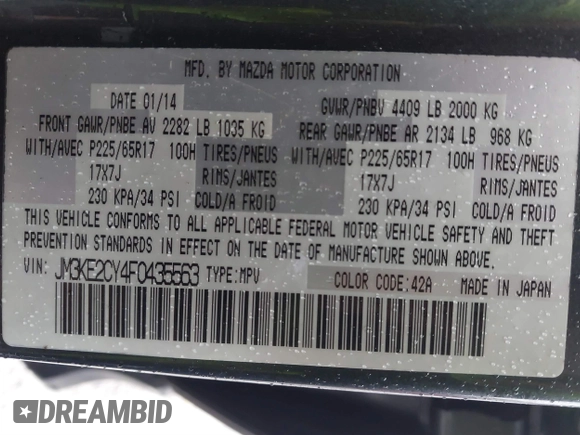 MFD. BY MAZDA MOTOR CORPORATION
DATE 01/14 GVWR/PNBV 4409 LB 2000 KG
FRONT GAWR/PNBE AV 2282 LB 1035 KG REAR GAWR/PNBE AR 2134 LB 968 KG
WITH/AVEC P225/65R17 100H TIRES/PNEUS WITH/AVEC P225/65R17 100H TIRES/PNEUS
17X7J RIMS/JANTES 17X7J RIMS/JANTES
230 KPA/34 PSI COLD/A FROID 230 KPA/34 PSI COLD/A FROID
THIS VEHICLE CONFORMS TO ALL APPLICABLE FEDERAL MOTOR VEHICLE SAFETY AND THEFT
PREVENTION STANDARDS IN EFFECT ON THE DATE OF MANUFACTURE SHOWN ABOVE.
VIN: JM3KE2CY4F0435563 TYPE: MPV COLOR CODE: 42A MADE IN JAPAN
DREAMBID